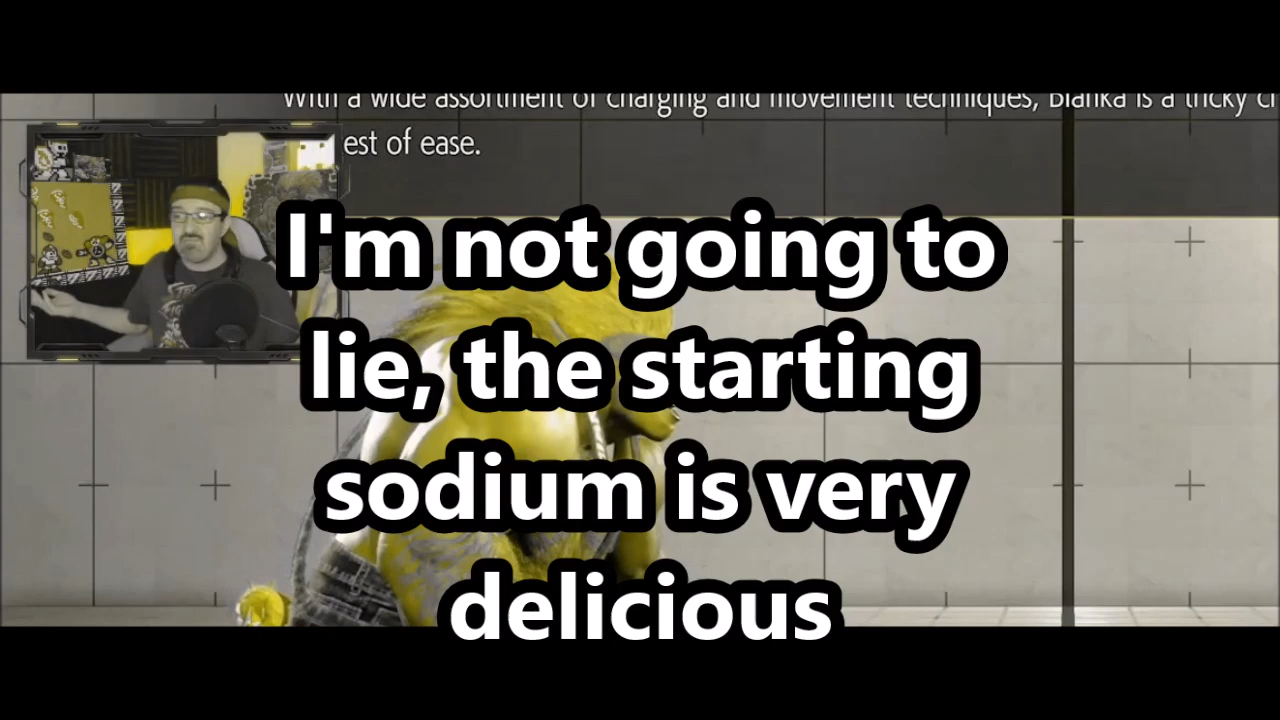 With a wide assortment of charging and movement techniques, Blanka is a tricky
est of ease.
I'm not going to
lie, the starting
sodium is very
delicious